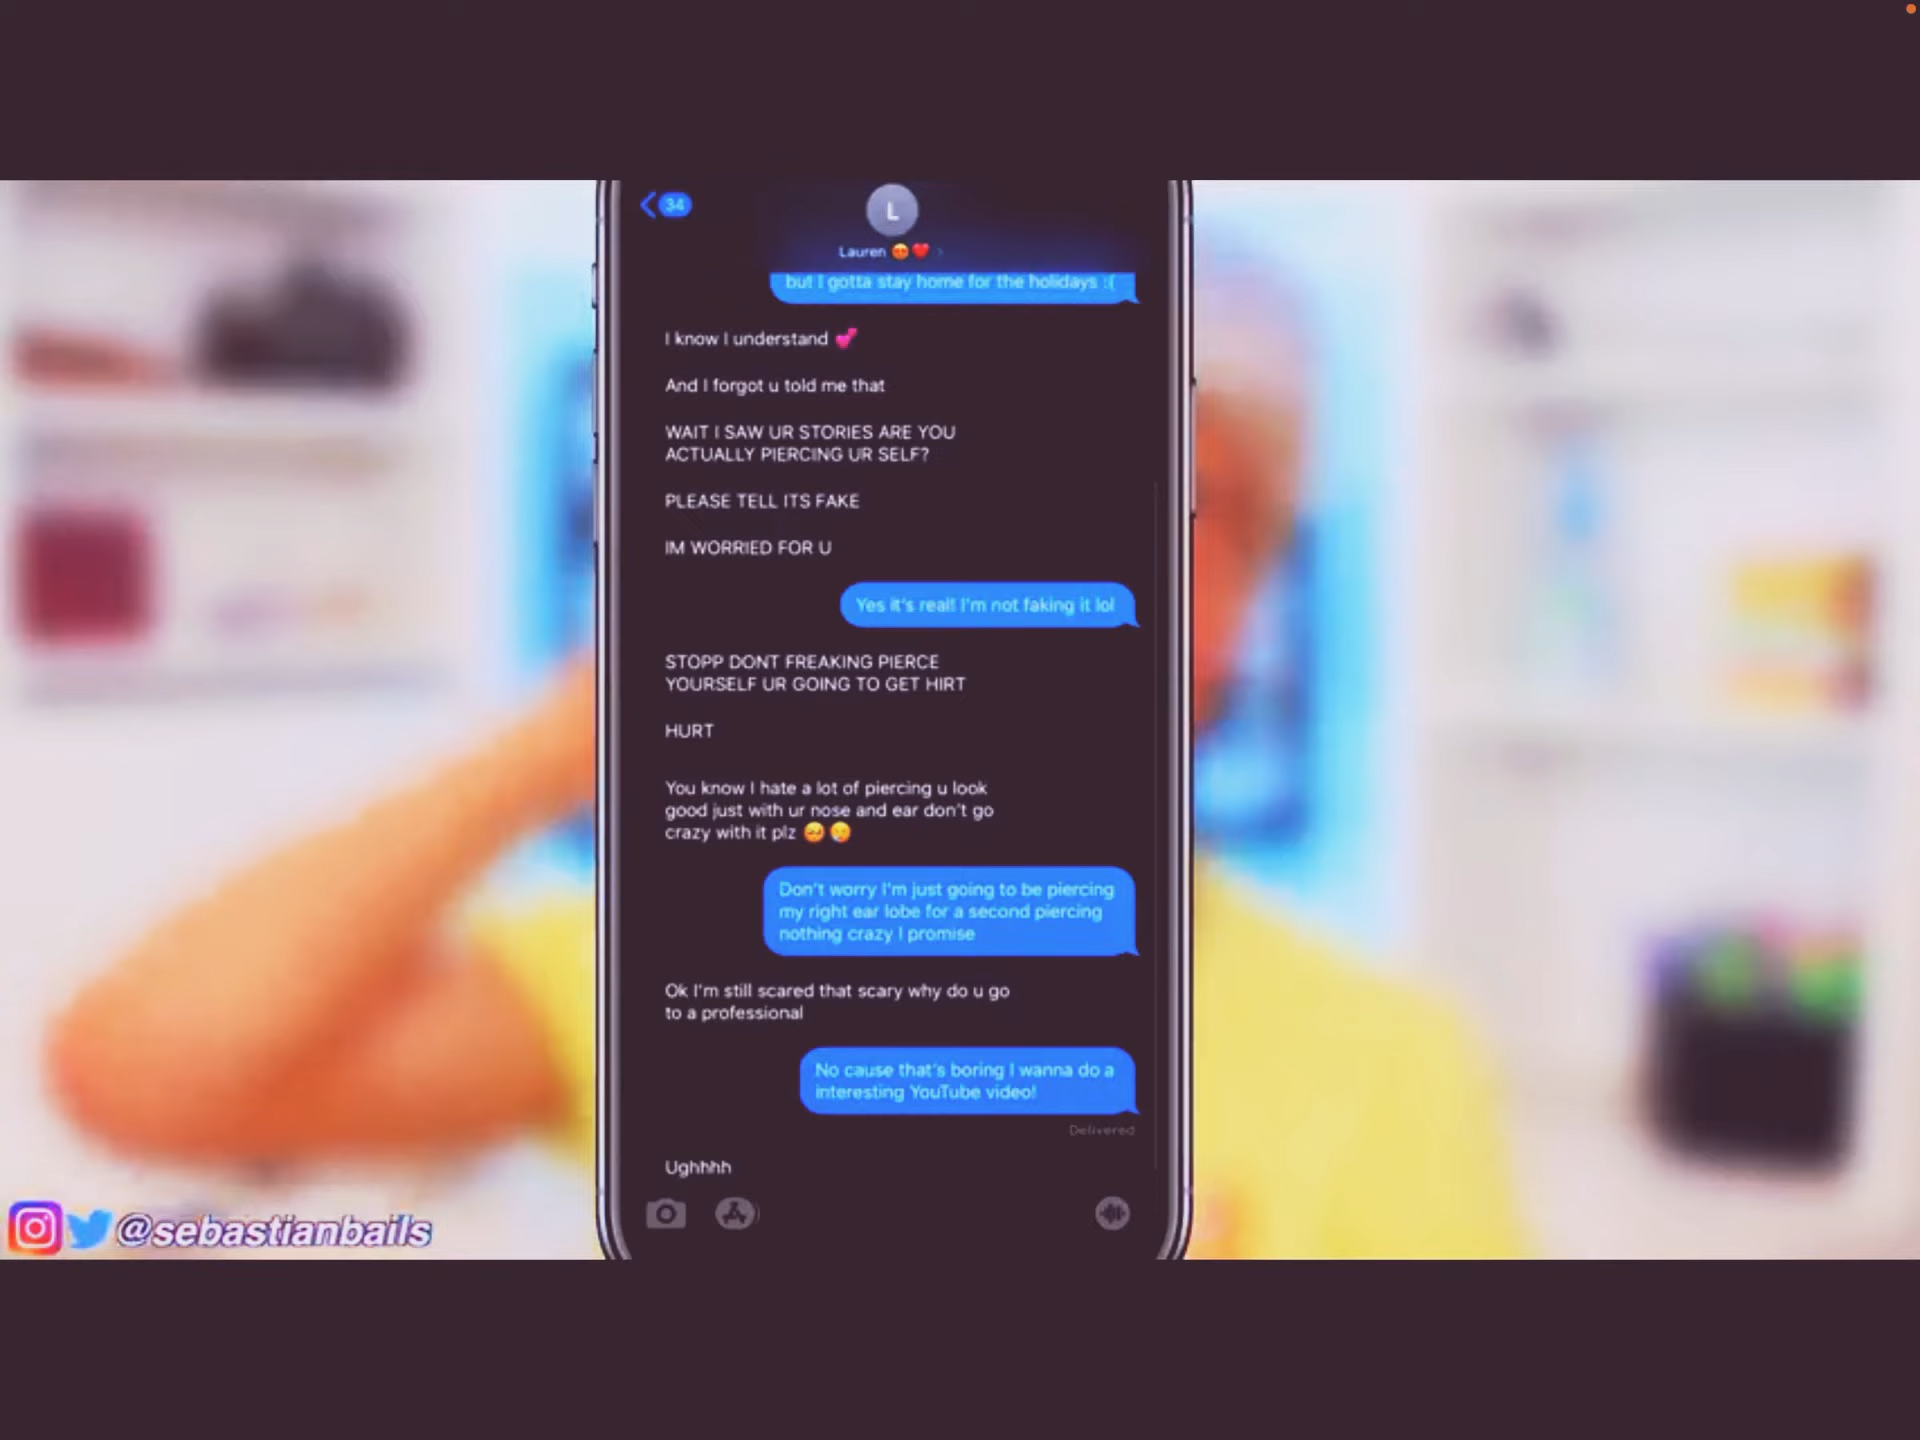 34
L
Lauren 😍❤️
but I gotta stay home for the holidays :(
I know I understand 💕
And I forgot u told me that
WAIT I SAW UR STORIES ARE YOU
ACTUALLY PIERCING UR SELF?
PLEASE TELL ITS FAKE
IM WORRIED FOR U
Yes it's real! I'm not faking it lol
STOPP DONT FREAKING PIERCE
YOURSELF UR GOING TO GET HIRT
HURT
You know I hate a lot of piercing u look
good just with ur nose and ear don't go
crazy with it plz 🥺😢
Don't worry I'm just going to be piercing
my right ear lobe for a second piercing
nothing crazy I promise
Ok I'm still scared that scary why do u go
to a professional
No cause that's boring I wanna do a
interesting YouTube video!
Delivered
Ughhhh
@sebastianbails